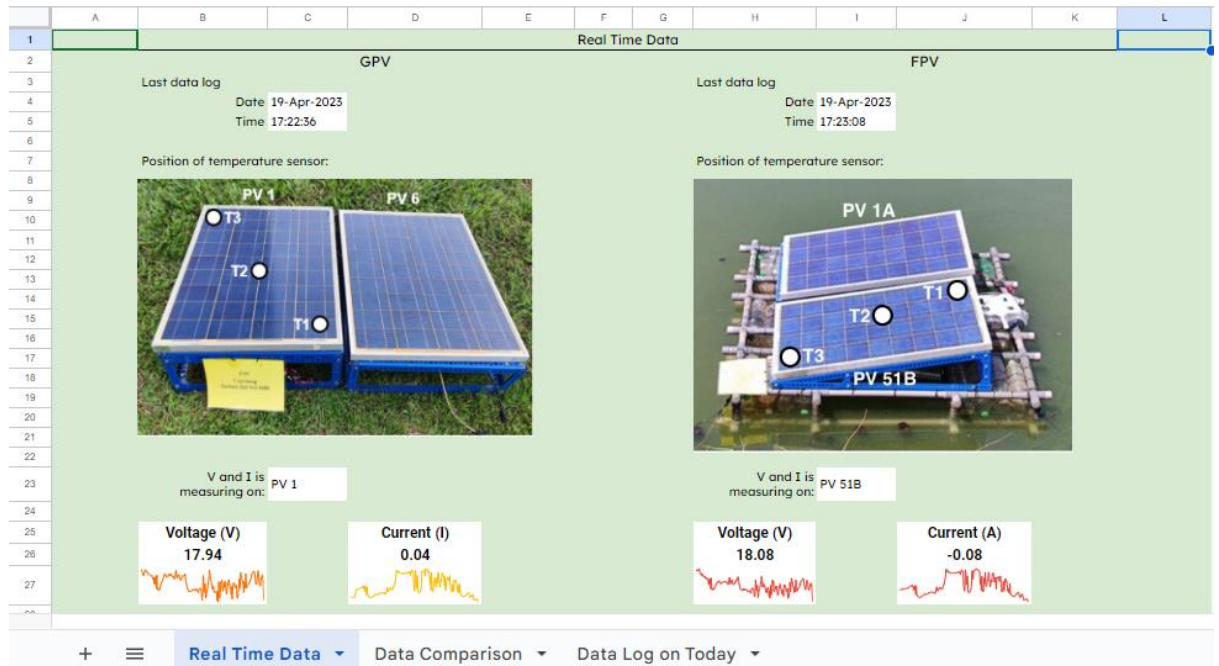 A B C D E F G H I J K L
1 Real Time Data
2 GPV FPV
3 Last data log Last data log
4 Date 19-Apr-2023 Date 19-Apr-2023
5 Time 17:22:36 Time 17:23:08
6
7 Position of temperature sensor: Position of temperature sensor:
8
9 PV 1 PV 6
10 T3 PV 1A
11
12
13 T2
14 T1
15 T1 T2
16
17 T3
18 PV 51B
19
20
21
22
23 V and I is measuring on: PV 1 V and I is measuring on: PV 51B
24
25 Voltage (V) Current (I) Voltage (V) Current (A)
26 17.94 0.04 18.08 -0.08
27
Real Time Data Data Comparison Data Log on Today